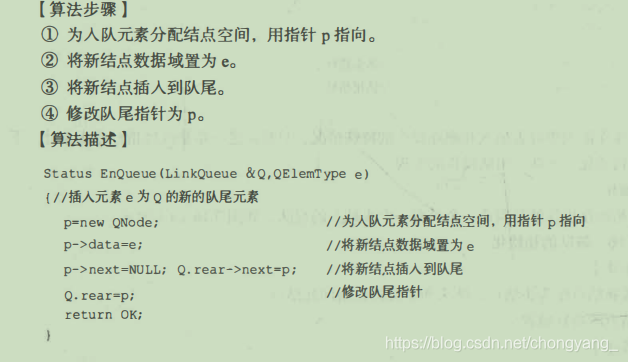 【算法步骤】
① 为入队元素分配结点空间，用指针 p 指向。
② 将新结点数据域置为 e。
③ 将新结点插入到队尾。
④ 修改队尾指针为 p。
【算法描述】
Status EnQueue(LinkQueue &Q,QElemType e)
{//插入元素 e 为 Q 的新的队尾元素
p=new QNode; //为入队元素分配结点空间，用指针 p 指向
p->data=e; //将新结点数据域置为 e
p->next=NULL; Q.rear->next=p; //将新结点插入到队尾
Q.rear=p; //修改队尾指针
return OK;
}
https://blog.csdn.net/chongyang_